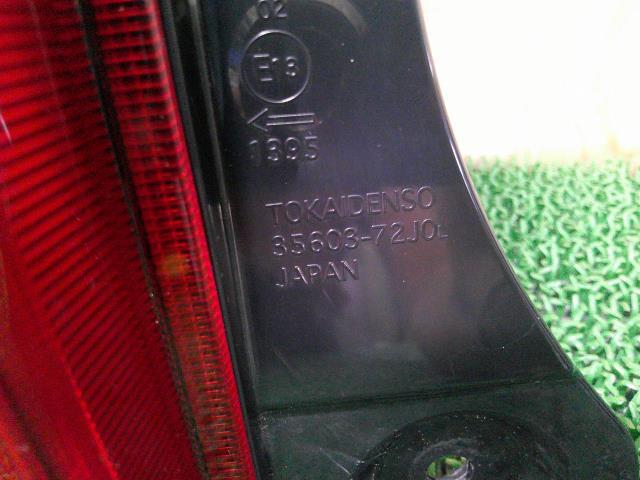 02
E13
1395
TOKAIDENSO
35603-72J0L
JAPAN